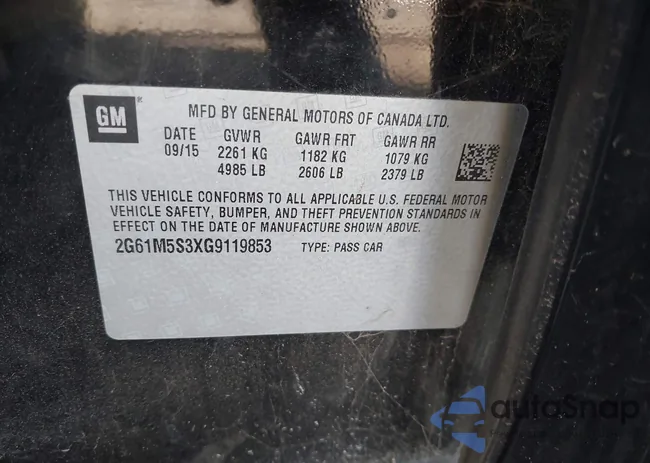 GM
MFD BY GENERAL MOTORS OF CANADA LTD.
DATE GVWR GAWR FRT GAWR RR
09/15 2261 KG 1182 KG 1079 KG
4985 LB 2606 LB 2379 LB
THIS VEHICLE CONFORMS TO ALL APPLICABLE U.S. FEDERAL MOTOR
VEHICLE SAFETY, BUMPER, AND THEFT PREVENTION STANDARDS IN
EFFECT ON THE DATE OF MANUFACTURE SHOWN ABOVE.
2G61M5S3XG9119853 TYPE: PASS CAR
autoSnap